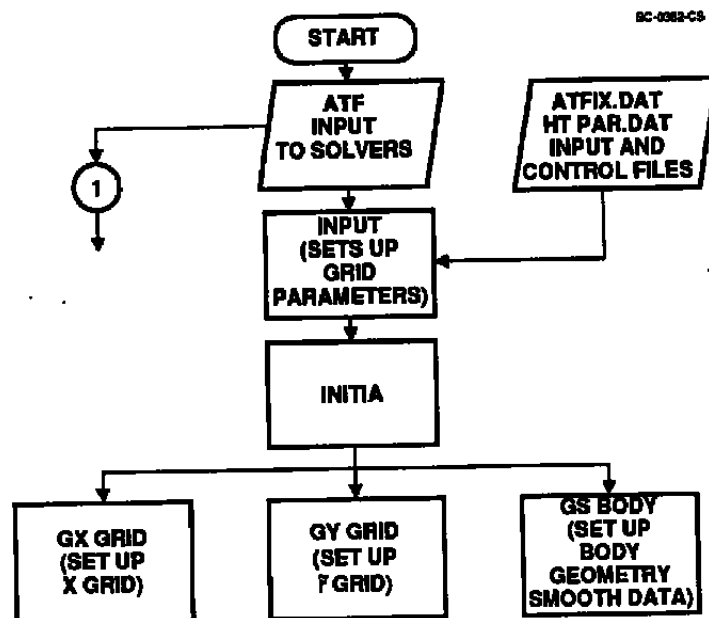 SC-0352-CS
START
ATF
INPUT
TO SOLVERS
ATFIX.DAT
HT PAR.DAT
INPUT AND
CONTROL FILES
1
INPUT
(SETS UP
GRID
PARAMETERS)
INITIA
GX GRID
(SET UP
X GRID)
GY GRID
(SET UP
GRID)
GS BODY
(SET UP
BODY
GEOMETRY
SMOOTH DATA)